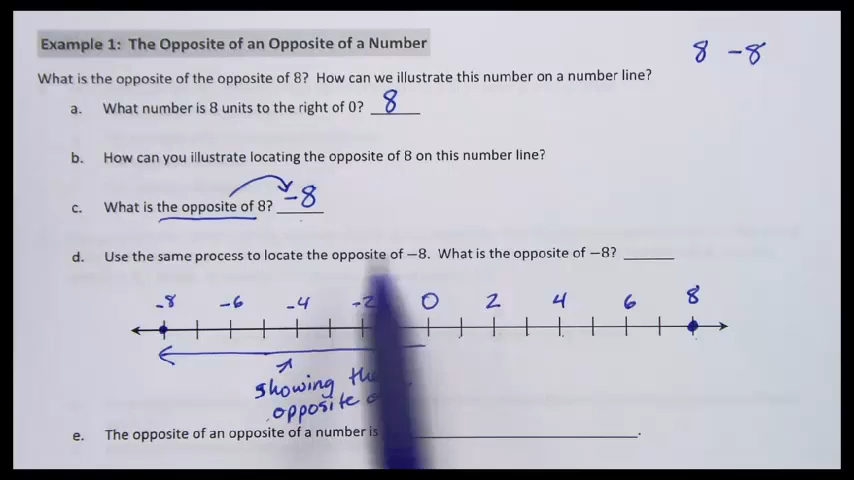 Example 1: The Opposite of an Opposite of a Number
8 -8
What is the opposite of the opposite of 8? How can we illustrate this number on a number line?
a. What number is 8 units to the right of 0? 8
b. How can you illustrate locating the opposite of 8 on this number line?
c. What is the opposite of 8? -8
d. Use the same process to locate the opposite of −8. What is the opposite of −8?
-8 -6 -4 -2 0 2 4 6 8
showing
opposite
e. The opposite of an opposite of a number is